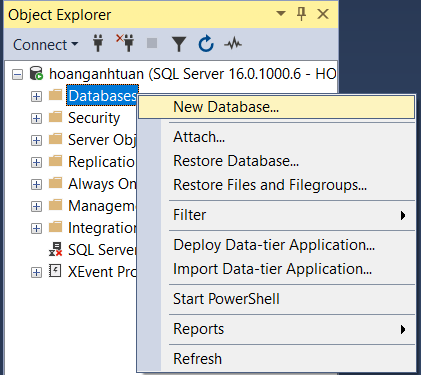 Object Explorer
Connect
hoanganhtuan (SQL Server 16.0.1000.6 - HO
Databases
New Database...
Security
Attach...
Server Obj
Restore Database...
Replication
Restore Files and Filegroups...
Always On
Manageme
Filter
Integration
Deploy Data-tier Application...
SQL Server
Import Data-tier Application...
XEvent Pro
Start PowerShell
Reports
Refresh